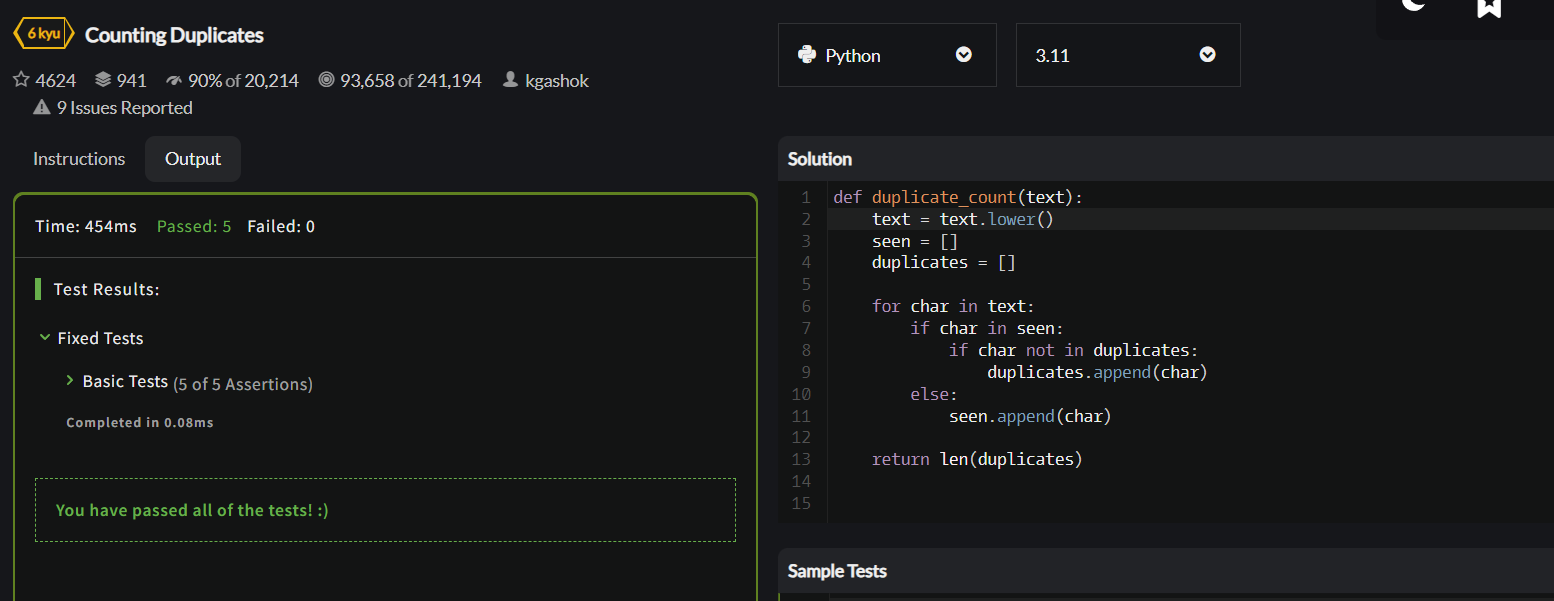 6 kyu Counting Duplicates
4624 941 90% of 20,214 93,658 of 241,194 kgashok
9 Issues Reported
Instructions Output
Time: 454ms Passed: 5 Failed: 0
Test Results:
Fixed Tests
Basic Tests (5 of 5 Assertions)
Completed in 0.08ms
You have passed all of the tests! :)
Python 3.11
Solution
1 def duplicate_count(text):
2     text = text.lower()
3     seen = []
4     duplicates = []
5
6     for char in text:
7         if char in seen:
8             if char not in duplicates:
9                 duplicates.append(char)
10         else:
11             seen.append(char)
12
13     return len(duplicates)
14
15
Sample Tests